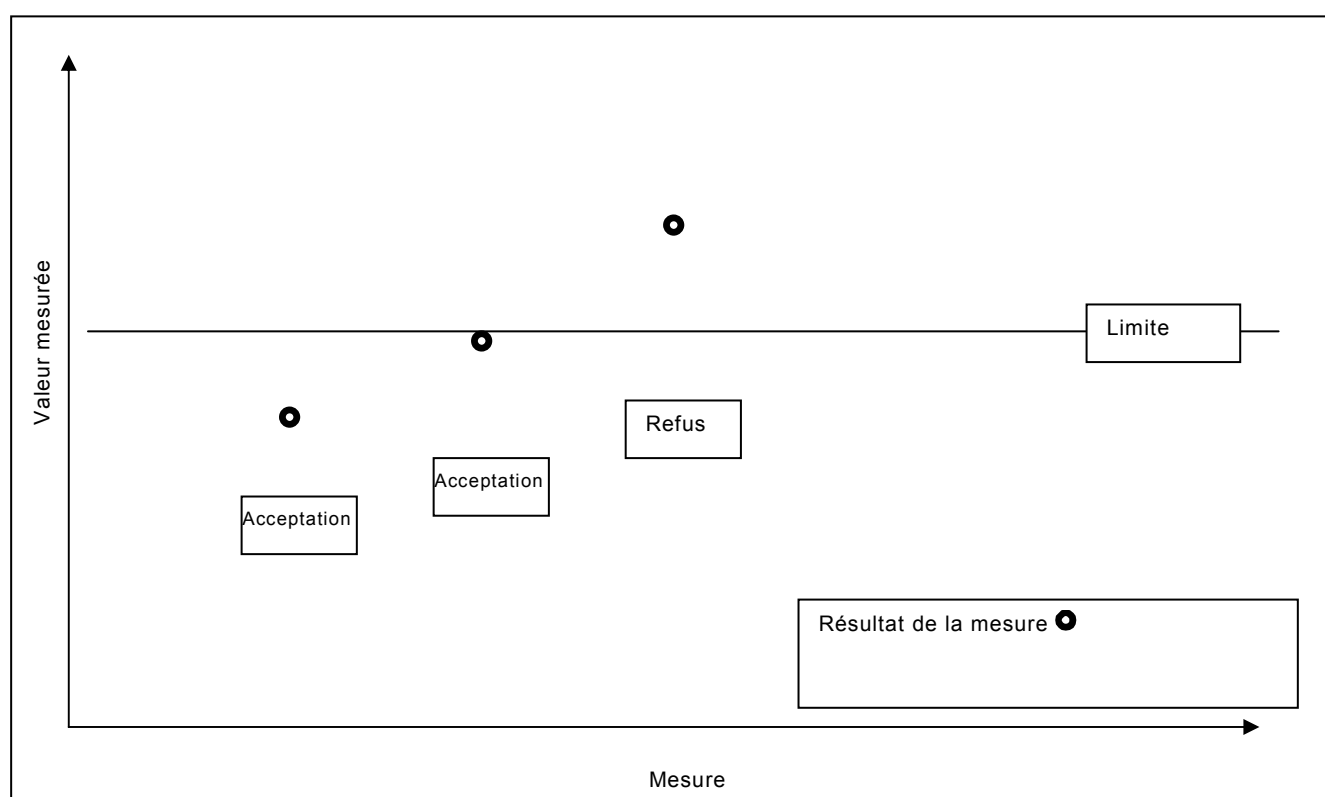 Valeur mesurée
Limite
Refus
Acceptation
Acceptation
Résultat de la mesure
Mesure